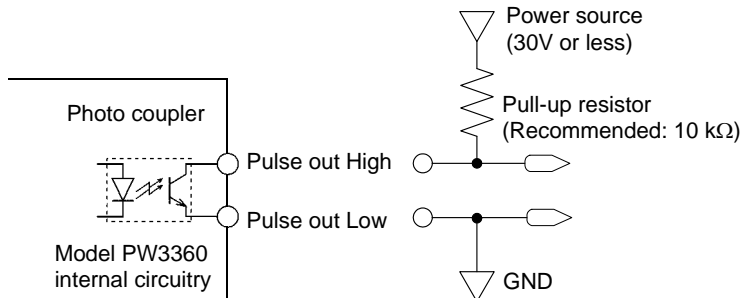 Power source
(30V or less)
Photo coupler
Pull-up resistor
(Recommended: 10 kΩ)
Pulse out High
Pulse out Low
Model PW3360
internal circuitry
GND